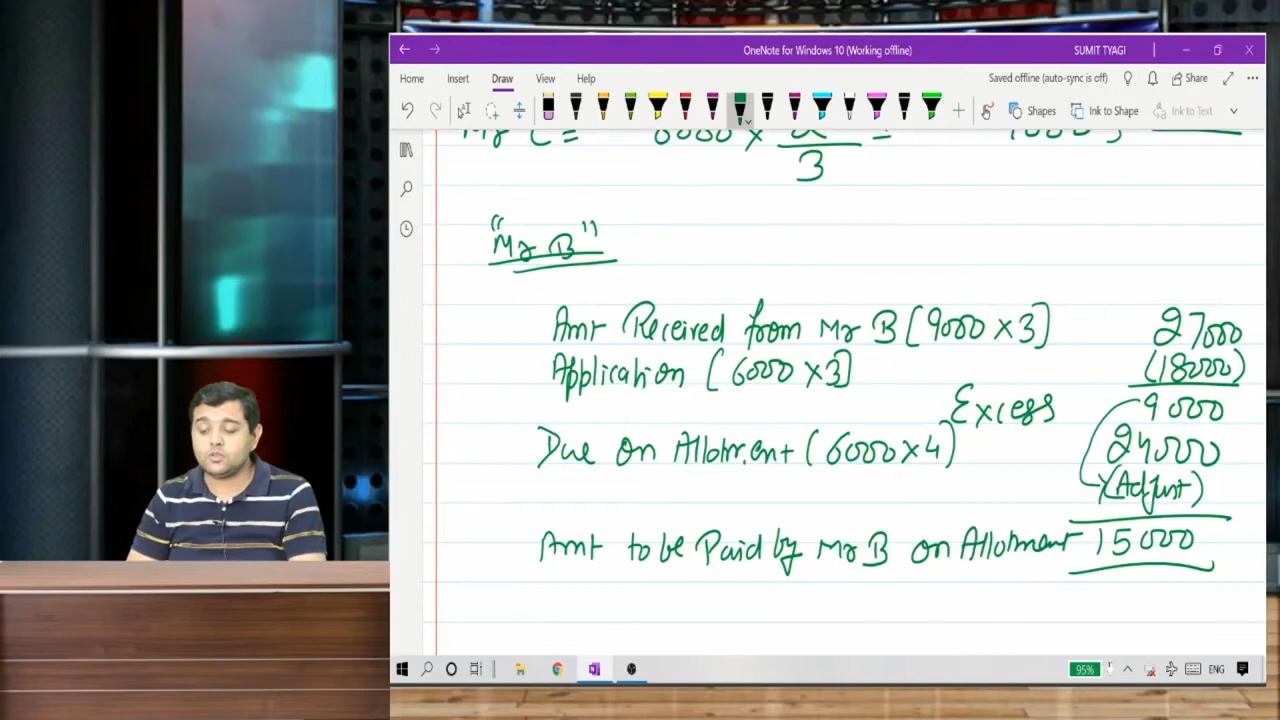 OneNote for Windows 10 (Working offline)
SUMIT TYAGI
Home Insert Draw View Help
Saved offline (auto-sync is off) Share
Shapes Ink to Shape Ink to Text
3
"Mr B"
Amt Received from Mr B [9000 × 3] 27000
Application [6000 × 3] (18000)
Excess 9000
Due on Allotment (6000 × 4) 24000
(Adjust)
Amt to be Paid by Mr B on Allotment 15000
95% ENG